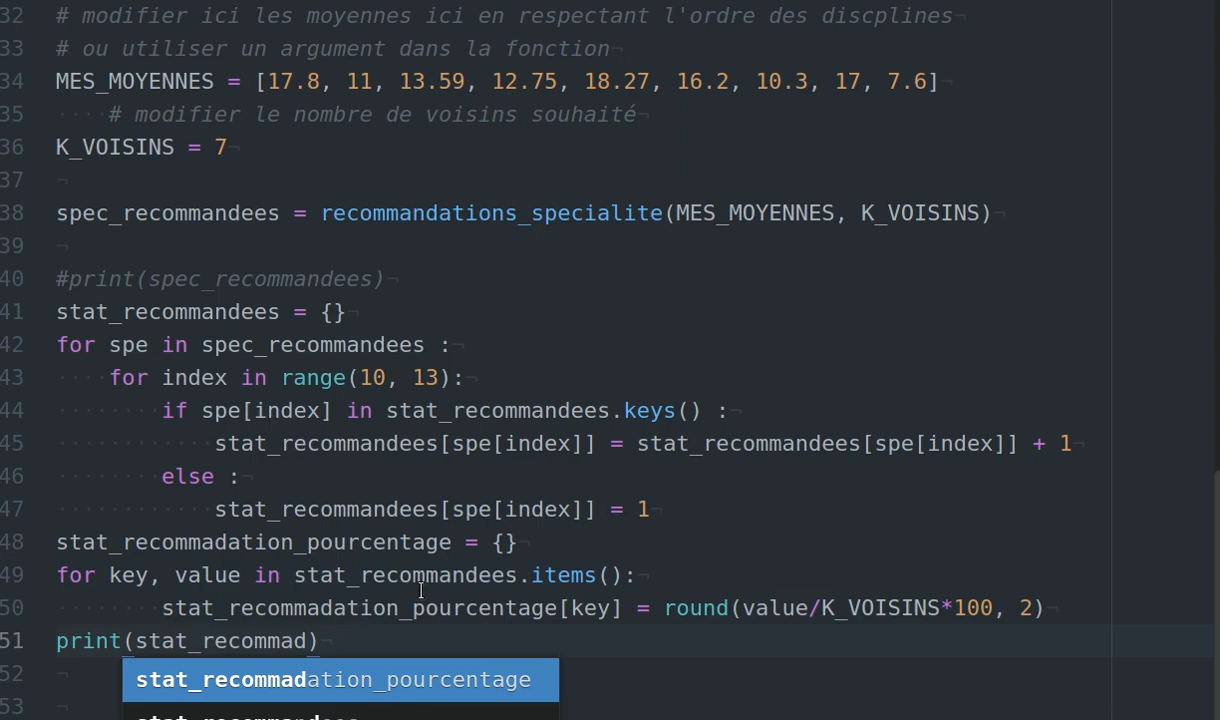 32 # modifier ici les moyennes ici en respectant l'ordre des discplines¬
33 # ou utiliser un argument dans la fonction¬
34 MES_MOYENNES = [17.8, 11, 13.59, 12.75, 18.27, 16.2, 10.3, 17, 7.6]¬
35 ····# modifier le nombre de voisins souhaité¬
36 K_VOISINS = 7¬
37 ¬
38 spec_recommandees = recommandations_specialite(MES_MOYENNES, K_VOISINS)¬
39 ¬
40 #print(spec_recommandees)¬
41 stat_recommandees = {}¬
42 for spe in spec_recommandees :¬
43 ····for index in range(10, 13):¬
44 ········if spe[index] in stat_recommandees.keys() :¬
45 ············stat_recommandees[spe[index]] = stat_recommandees[spe[index]] + 1¬
46 ········else :¬
47 ············stat_recommandees[spe[index]] = 1¬
48 stat_recommadation_pourcentage = {}¬
49 for key, value in stat_recommandees.items():¬
50 ········stat_recommadation_pourcentage[key] = round(value/K_VOISINS*100, 2)¬
51 print(stat_recommad)¬
52 ¬
stat_recommadation_pourcentage
53 ¬
stat_recommandees